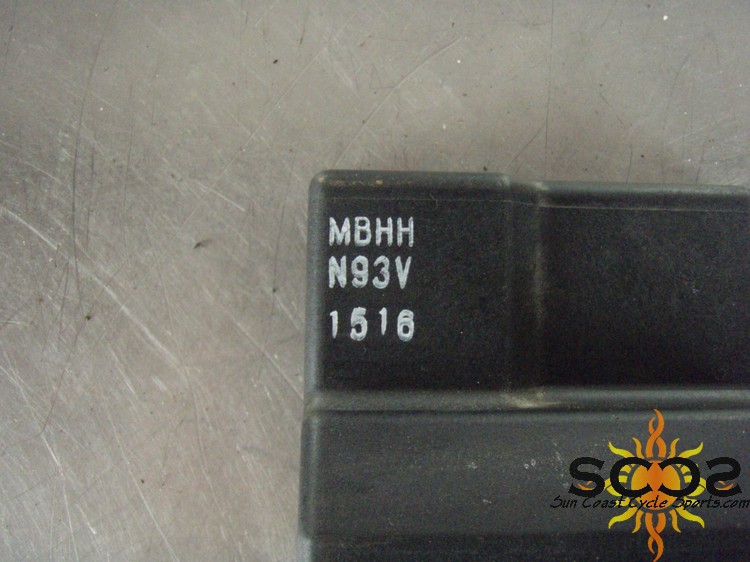 MBHH
N93V
1516
SCCS
Sun Coast Cycle Sports.com